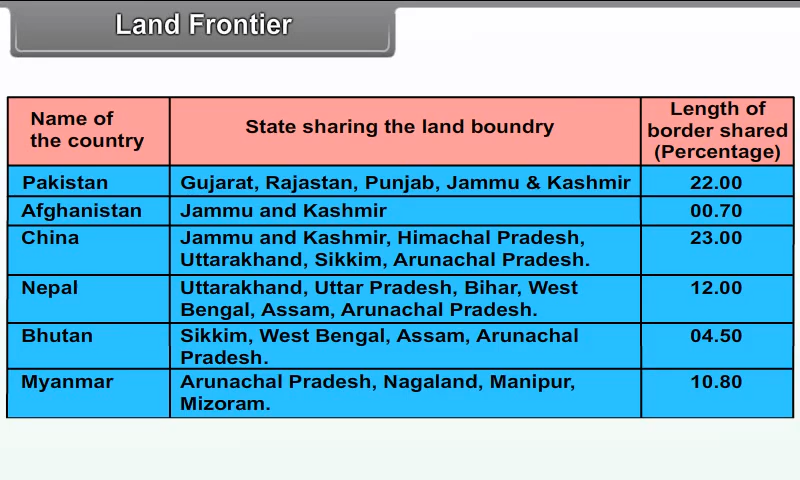 Land Frontier
Name of
the country
State sharing the land boundry
Length of
border shared
(Percentage)
Pakistan
Gujarat, Rajastan, Punjab, Jammu & Kashmir
22.00
Afghanistan
Jammu and Kashmir
00.70
China
Jammu and Kashmir, Himachal Pradesh,
Uttarakhand, Sikkim, Arunachal Pradesh.
23.00
Nepal
Uttarakhand, Uttar Pradesh, Bihar, West
Bengal, Assam, Arunachal Pradesh.
12.00
Bhutan
Sikkim, West Bengal, Assam, Arunachal
Pradesh.
04.50
Myanmar
Arunachal Pradesh, Nagaland, Manipur,
Mizoram.
10.80